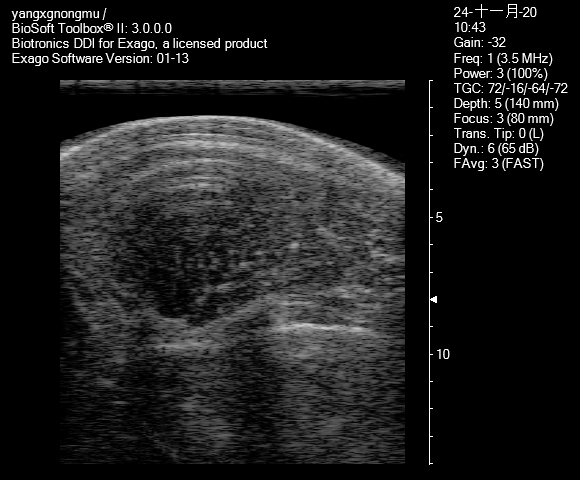 yangxgnongmu /
BioSoft Toolbox® II: 3.0.0.0
Biotronics DDI for Exago, a licensed product
Exago Software Version: 01-13
24-十一月-20
10:43
Gain: -32
Freq: 1 (3.5 MHz)
Power: 3 (100%)
TGC: 72/-16/-64/-72
Depth: 5 (140 mm)
Focus: 3 (80 mm)
Trans. Tip: 0 (L)
Dyn.: 6 (65 dB)
FAvg: 3 (FAST)
5
10